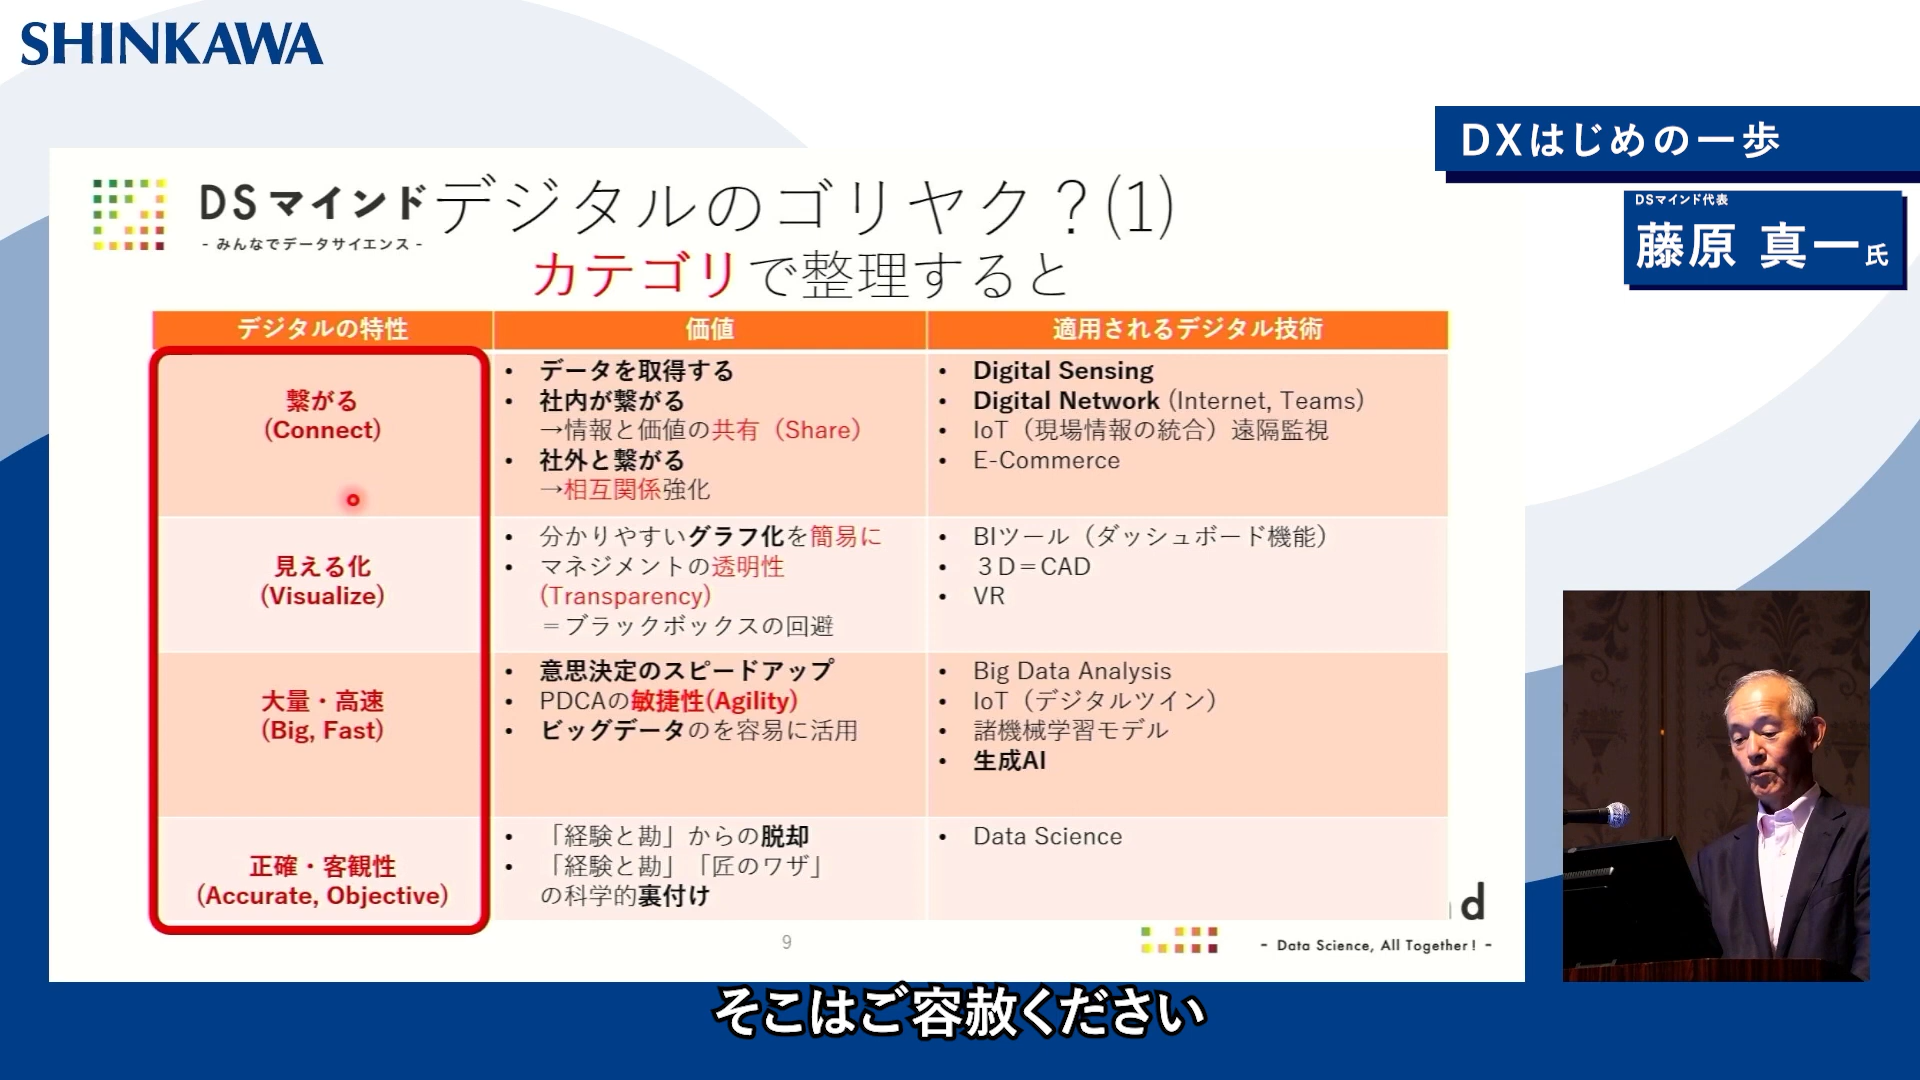 SHINKAWA
DXはじめの一歩
DSマインド代表
藤原 真一氏
DSマインド
- みんなでデータサイエンス -
デジタルのゴリヤク？(1)
カテゴリで整理すると
デジタルの特性
価値
適用されるデジタル技術
繋がる
(Connect)
• データを取得する
• 社内が繋がる
→情報と価値の共有（Share）
• 社外と繋がる
→相互関係強化
• Digital Sensing
• Digital Network (Internet, Teams)
• IoT（現場情報の統合）遠隔監視
• E-Commerce
見える化
(Visualize)
• 分かりやすいグラフ化を簡易に
• マネジメントの透明性
(Transparency)
＝ブラックボックスの回避
• BIツール（ダッシュボード機能）
• ３D＝CAD
• VR
大量・高速
(Big, Fast)
• 意思決定のスピードアップ
• PDCAの敏捷性(Agility)
• ビッグデータのを容易に活用
• Big Data Analysis
• IoT（デジタルツイン）
• 諸機械学習モデル
• 生成AI
正確・客観性
(Accurate, Objective)
• 「経験と勘」からの脱却
• 「経験と勘」「匠のワザ」
の科学的裏付け
• Data Science
d
9
- Data Science, All Together! -
そこはご容赦ください